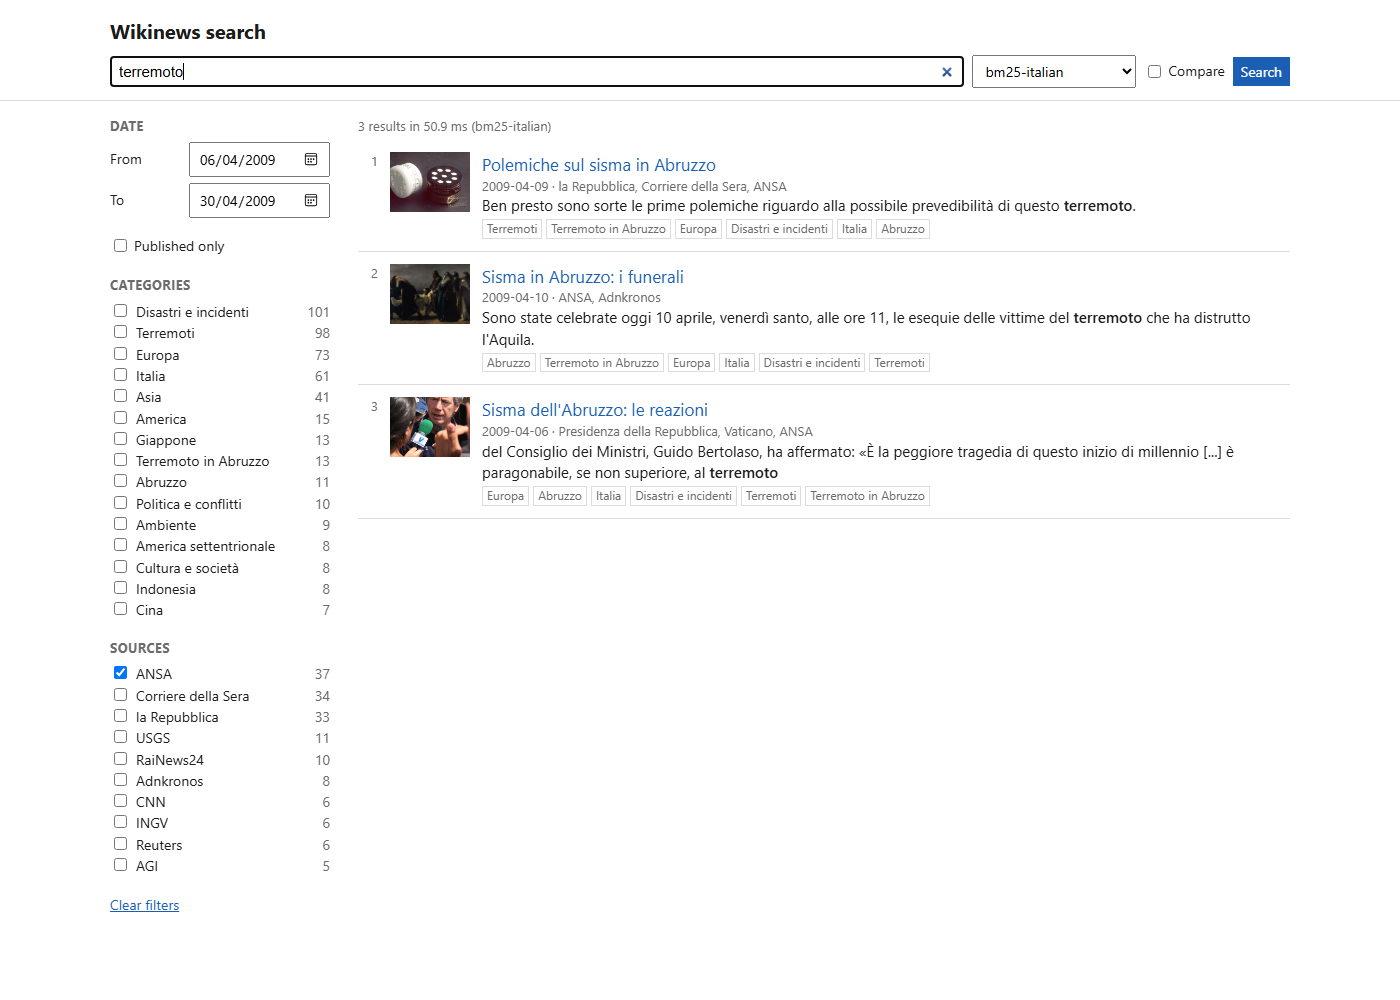 Wikinews search
terremoto
bm25-italian
Compare
Search
DATE
From
06/04/2009
To
30/04/2009
Published only
CATEGORIES
Disastri e incidenti 101
Terremoti 98
Europa 73
Italia 61
Asia 41
America 15
Giappone 13
Terremoto in Abruzzo 13
Abruzzo 11
Politica e conflitti 10
Ambiente 9
America settentrionale 8
Cultura e società 8
Indonesia 8
Cina 7
SOURCES
ANSA 37
Corriere della Sera 34
la Repubblica 33
USGS 11
RaiNews24 10
Adnkronos 8
CNN 6
INGV 6
Reuters 6
AGI 5
Clear filters
3 results in 50.9 ms (bm25-italian)
1
Polemiche sul sisma in Abruzzo
2009-04-09 · la Repubblica, Corriere della Sera, ANSA
Ben presto sono sorte le prime polemiche riguardo alla possibile prevedibilità di questo terremoto.
Terremoti Terremoto in Abruzzo Europa Disastri e incidenti Italia Abruzzo
2
Sisma in Abruzzo: i funerali
2009-04-10 · ANSA, Adnkronos
Sono state celebrate oggi 10 aprile, venerdì santo, alle ore 11, le esequie delle vittime del terremoto che ha distrutto
l'Aquila.
Abruzzo Terremoto in Abruzzo Europa Italia Disastri e incidenti Terremoti
3
Sisma dell'Abruzzo: le reazioni
2009-04-06 · Presidenza della Repubblica, Vaticano, ANSA
del Consiglio dei Ministri, Guido Bertolaso, ha affermato: «È la peggiore tragedia di questo inizio di millennio [...] è
paragonabile, se non superiore, al terremoto
Europa Abruzzo Italia Disastri e incidenti Terremoti Terremoto in Abruzzo